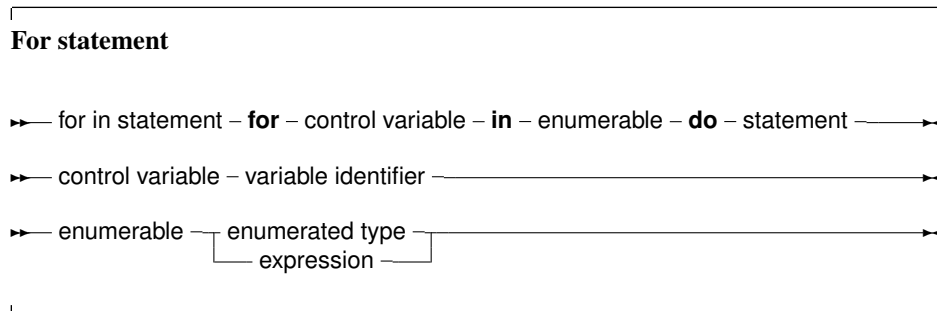 For statement
for in statement – for – control variable – in – enumerable – do – statement
control variable – variable identifier
enumerable enumerated type
expression